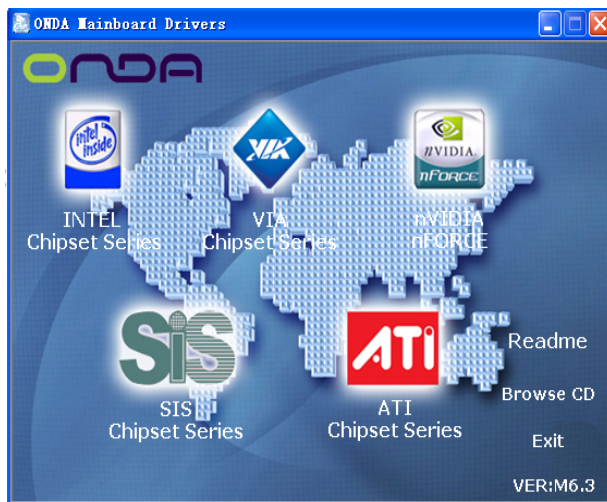 ONDA Mainboard Drivers
ONDA
intel
inside
VIA
nVIDIA
nFORCE
INTEL
Chipset Series
VIA
Chipset Series
nVIDIA
nFORCE
SiS
ATi
Readme
Browse CD
SIS
Chipset Series
ATI
Chipset Series
Exit
VER:M6.3